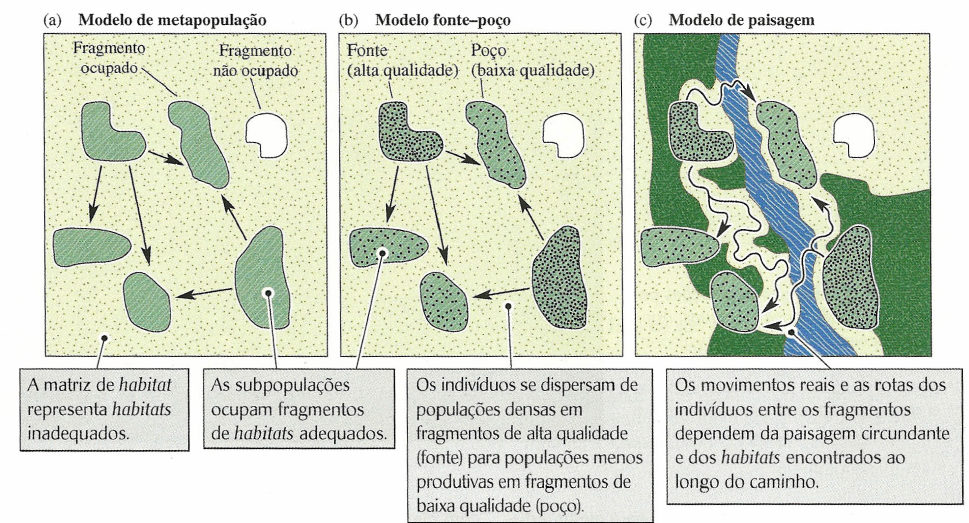 (a) Modelo de metapopulação
Fragmento
ocupado
Fragmento
não ocupado
(b) Modelo fonte–poço
Fonte
(alta qualidade)
Poço
(baixa qualidade)
(c) Modelo de paisagem
A matriz de habitat
representa habitats
inadequados.
As subpopulações
ocupam fragmentos
de habitats adequados.
Os indivíduos se dispersam de
populações densas em
fragmentos de alta qualidade
(fonte) para populações menos
produtivas em fragmentos de
baixa qualidade (poço).
Os movimentos reais e as rotas dos
indivíduos entre os fragmentos
dependem da paisagem circundante
e dos habitats encontrados ao
longo do caminho.